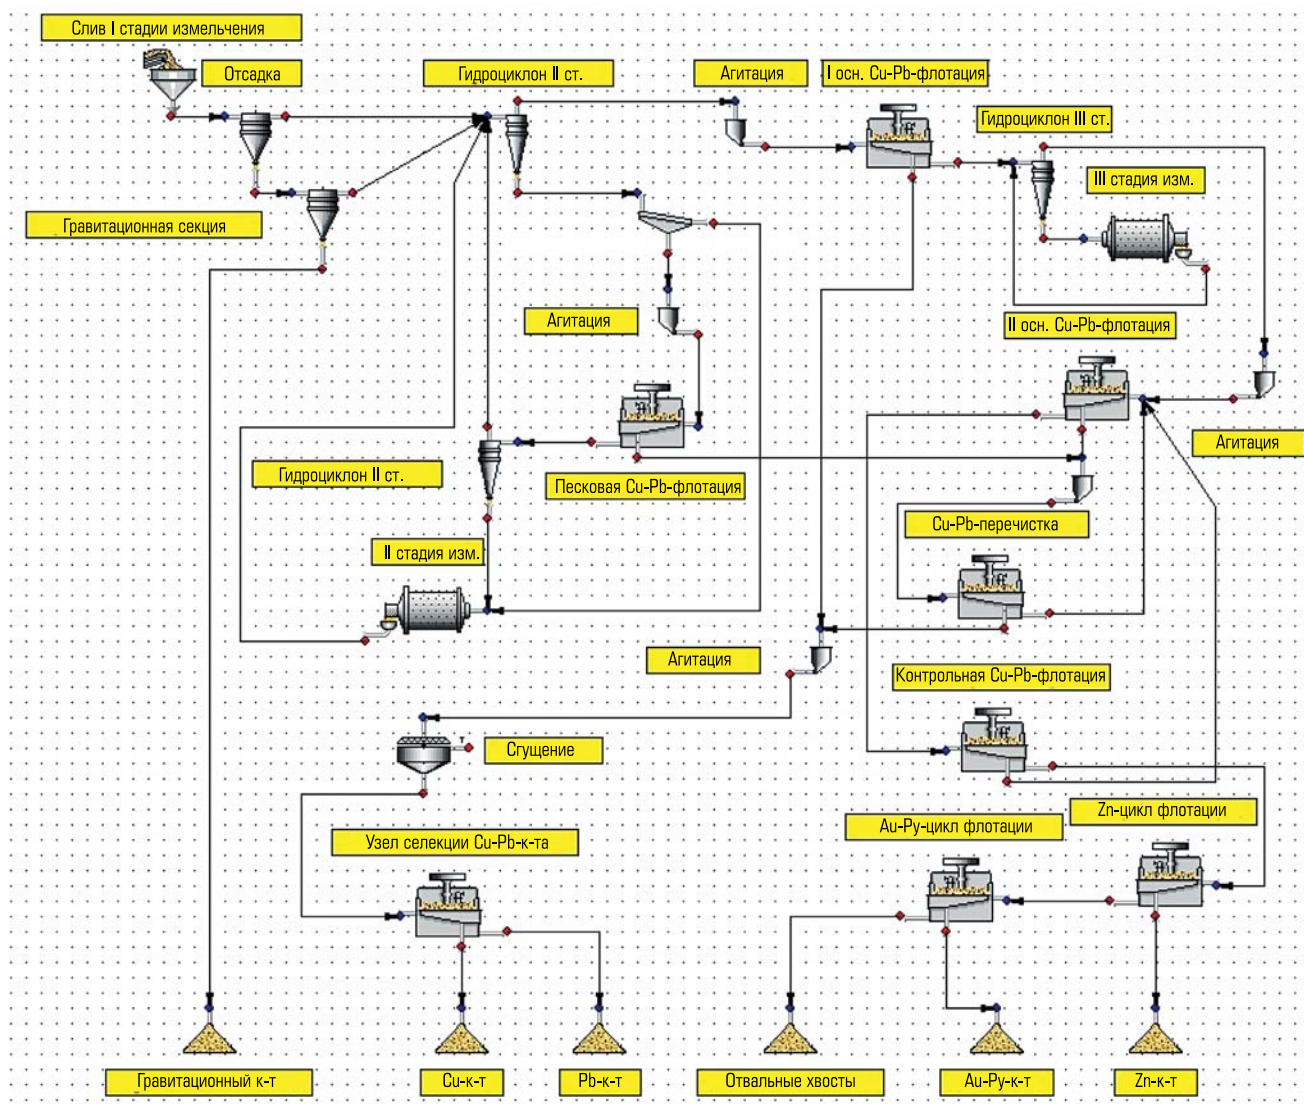 Слив I стадии измельчения
Отсадка
Гидроциклон II ст.
Агитация
I осн. Cu-Pb-флотация
Гидроциклон III ст.
III стадия изм.
Гравитационная секция
Агитация
II осн. Cu-Pb-флотация
Агитация
Гидроциклон II ст.
Песковая Cu-Pb-флотация
Cu-Pb-перечистка
II стадия изм.
Агитация
Контрольная Cu-Pb-флотация
Сгущение
Zn-цикл флотации
Au-Py-цикл флотации
Узел селекции Cu-Pb-к-та
Гравитационный к-т
Cu-к-т
Pb-к-т
Отвальные хвосты
Au-Py-к-т
Zn-к-т